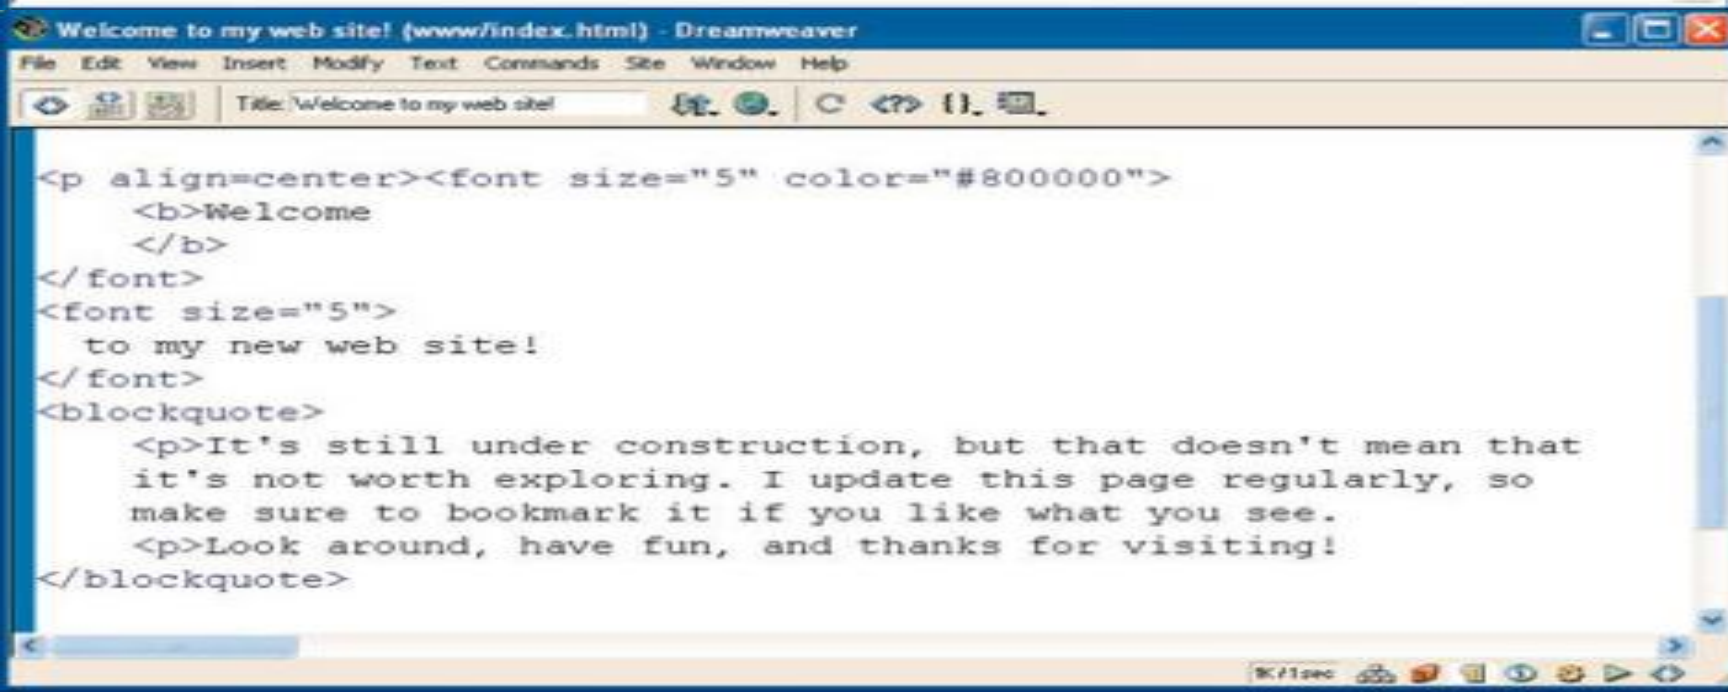 Welcome to my web site! (www/index.html) - Dreamweaver
File Edit View Insert Modify Text Commands Site Window Help
Title: Welcome to my web site!
<p align=center><font size="5" color="#800000">
<b>Welcome
</b>
</font>
<font size="5">
to my new web site!
</font>
<blockquote>
<p>It's still under construction, but that doesn't mean that
it's not worth exploring. I update this page regularly, so
make sure to bookmark it if you like what you see.
<p>Look around, have fun, and thanks for visiting!
</blockquote>
1K/1sec